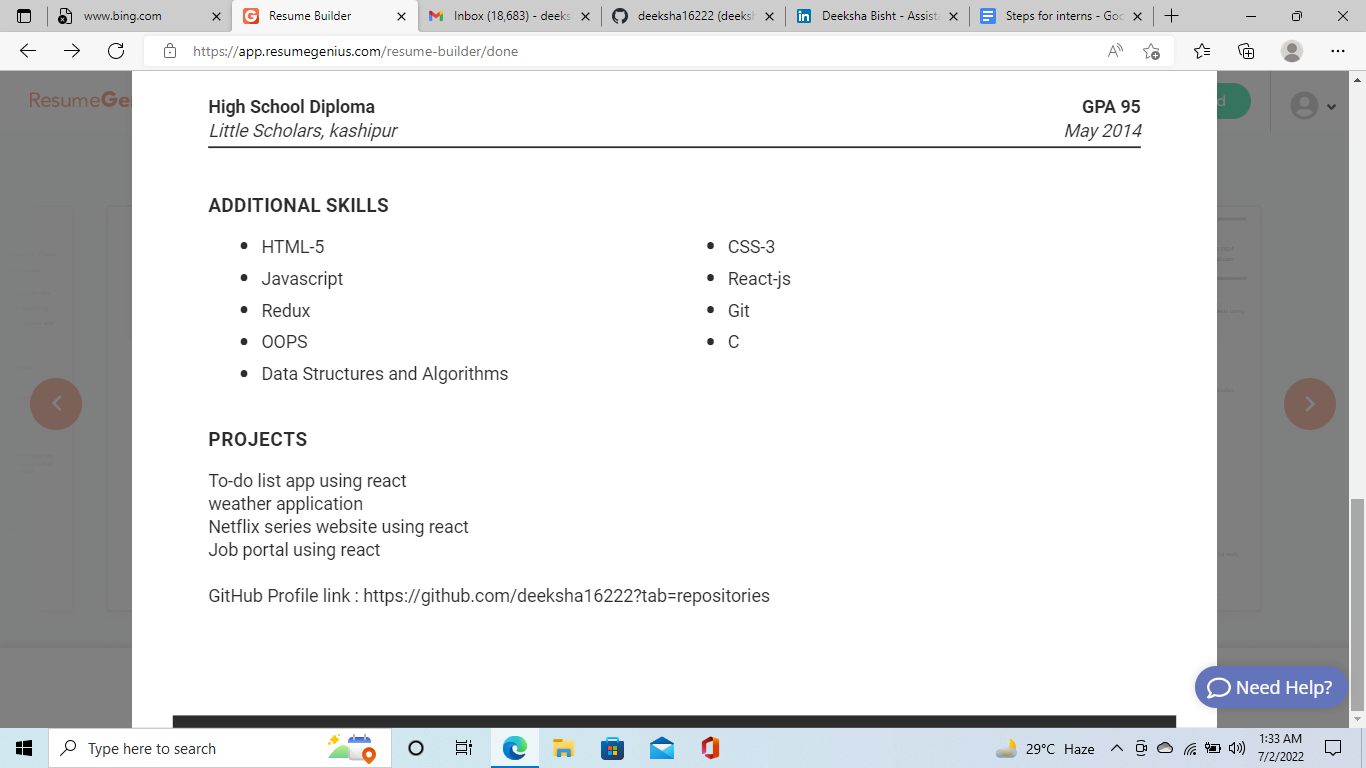 www.bing.com
Resume Builder
Inbox (18,683) - deeks
deeksha16222 (deeksh
Deeksha Bisht - Assist
Steps for interns - Goo
https://app.resumegenius.com/resume-builder/done
ResumeGe
d
High School Diploma GPA 95
Little Scholars, kashipur May 2014
ADDITIONAL SKILLS
HTML-5 CSS-3
Javascript React-js
Redux Git
OOPS C
Data Structures and Algorithms
PROJECTS
To-do list app using react
weather application
Netflix series website using react
Job portal using react
GitHub Profile link : https://github.com/deeksha16222?tab=repositories
Need Help?
Type here to search
29°C Haze
1:33 AM
7/2/2022